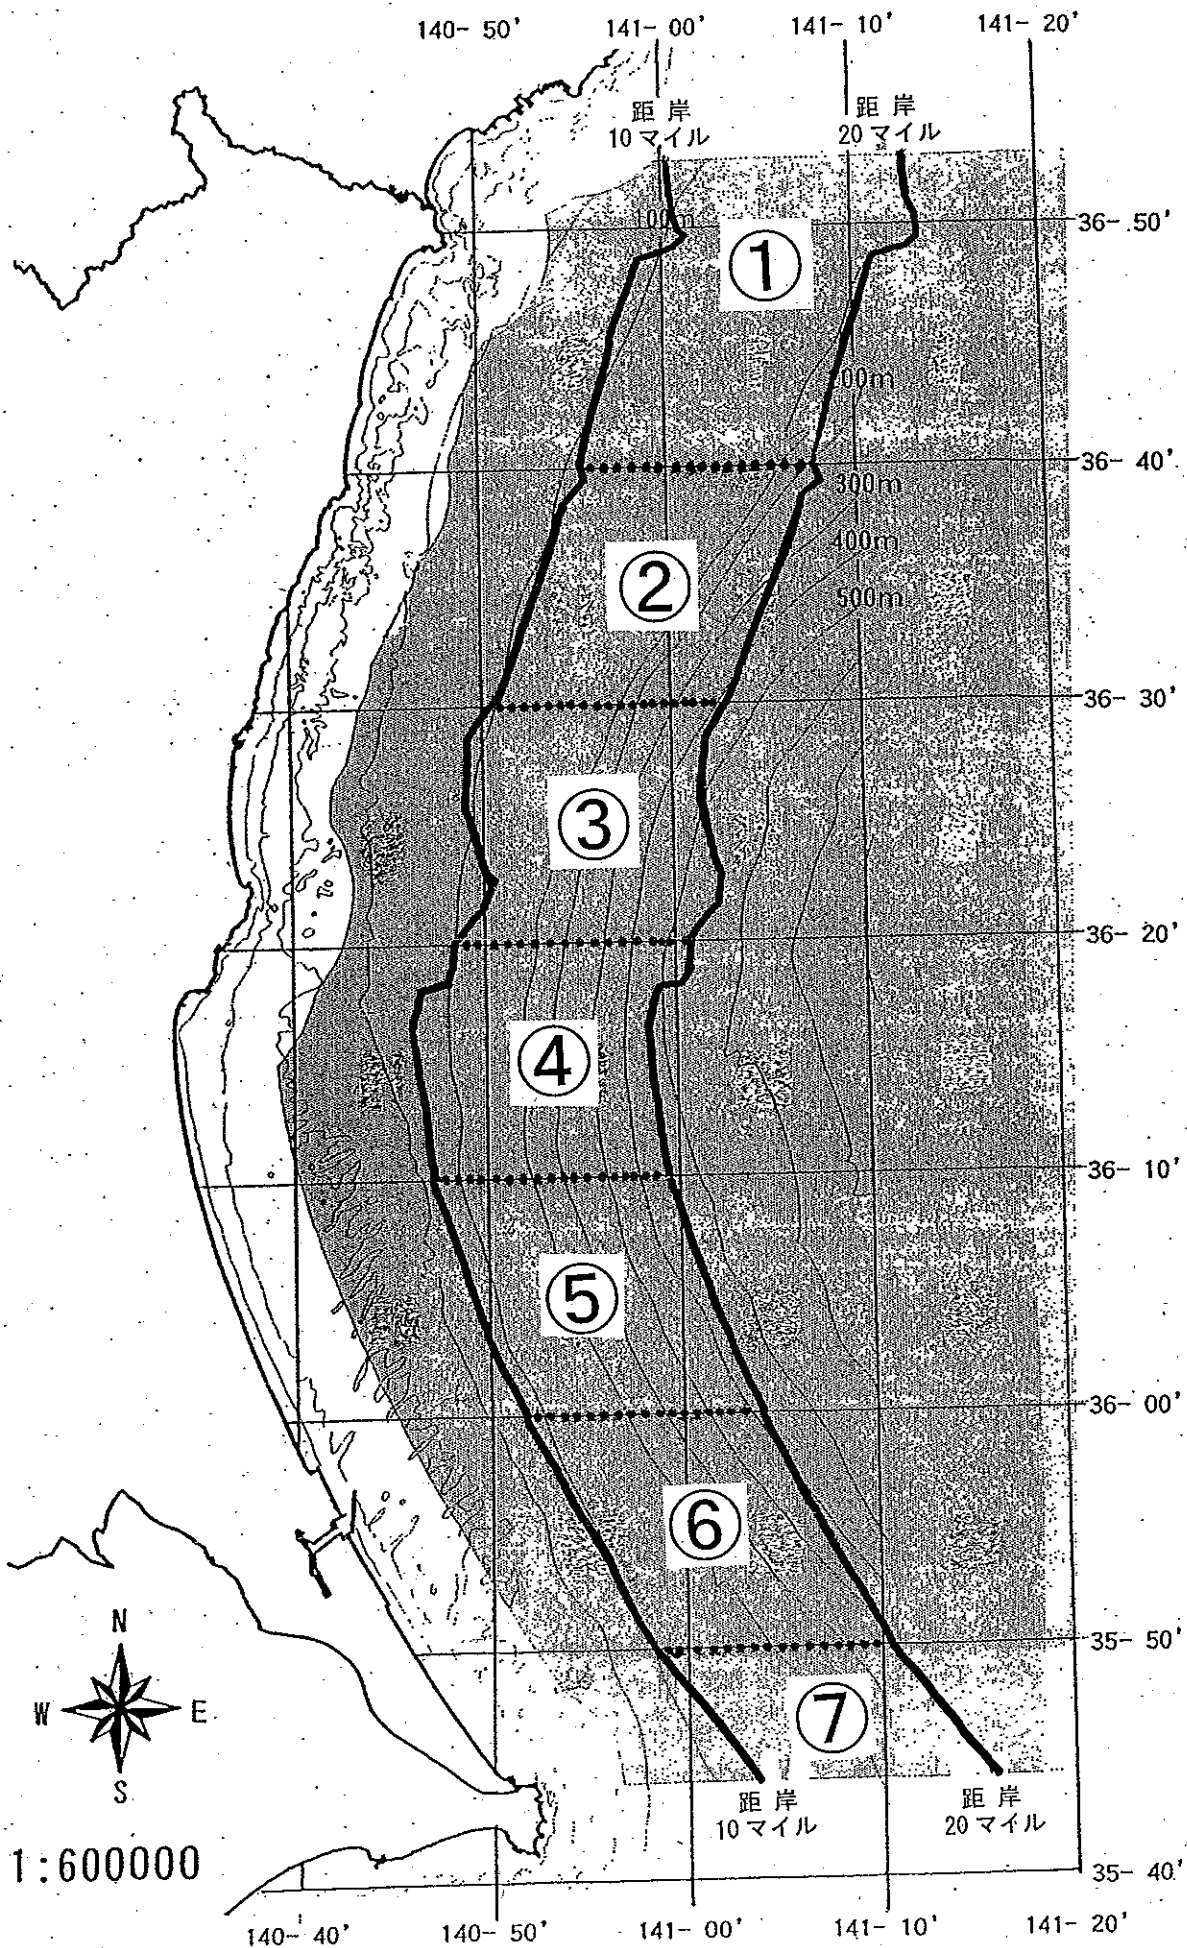 140- 50'
141- 00'
141- 10'
141- 20'
距 岸
10マイル
距 岸
20マイル
100m
36- 50'
①
36- 40'
300m
400m
500m
②
36- 30'
③
36- 20'
④
36- 10'
⑤
36- 00'
⑥
35- 50'
⑦
N
W
E
S
距 岸
10マイル
距 岸
20マイル
1:600000
35- 40'
140- 40'
140- 50'
141- 00'
141- 10'
141- 20'